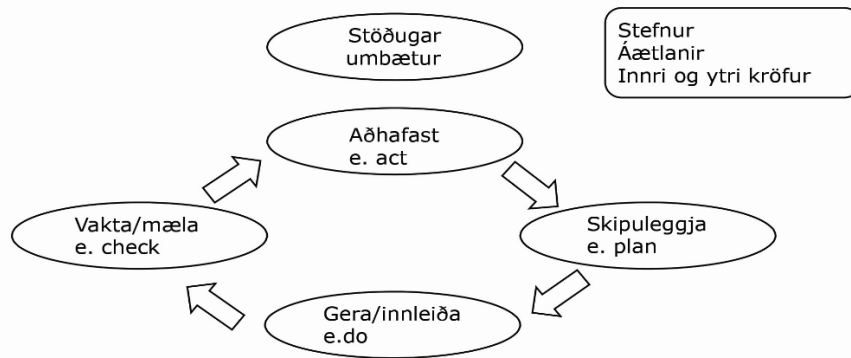 Stöðugar
umbætur
Stefnur
Áætlanir
Innri og ytri kröfur
Aðhafast
e. act
Vakta/mæla
e. check
Skipuleggja
e. plan
Gera/innleiða
e.do